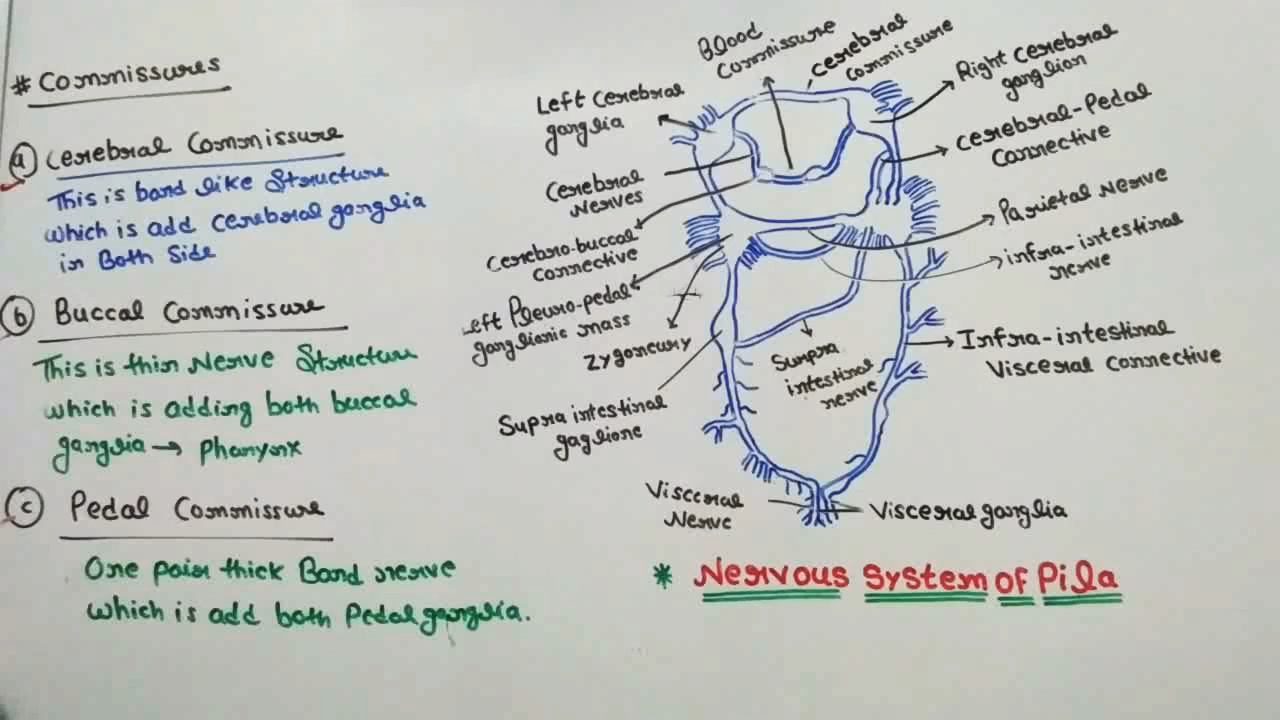 # Commissures
a Cerebral Commissure
This is band like Structure
which is add cerebral ganglia
in Both Side
b Buccal Commissure
This is thin Nerve Structure
which is adding both buccal
ganglia → Pharynx
c Pedal Commissure
One pair thick Band nerve
which is add both Pedal ganglia.
Blood
Commissure
cerebral
commissure
Left cerebral
ganglia
Right cerebral
ganglian
Cerebral-Pedal
Connective
Cerebral
Nerves
Parietal Nerve
Cerebro-buccal
Connective
infra-intestinal
nerve
Left Pleuro-pedal
ganglianic mass
Zygoneury
Supra
intestinal
nerve
Infra-intestinal
Visceral Connective
Supra intestinal
gaglione
Visceral
Nerve
Visceral ganglia
* Nervous System of Pila